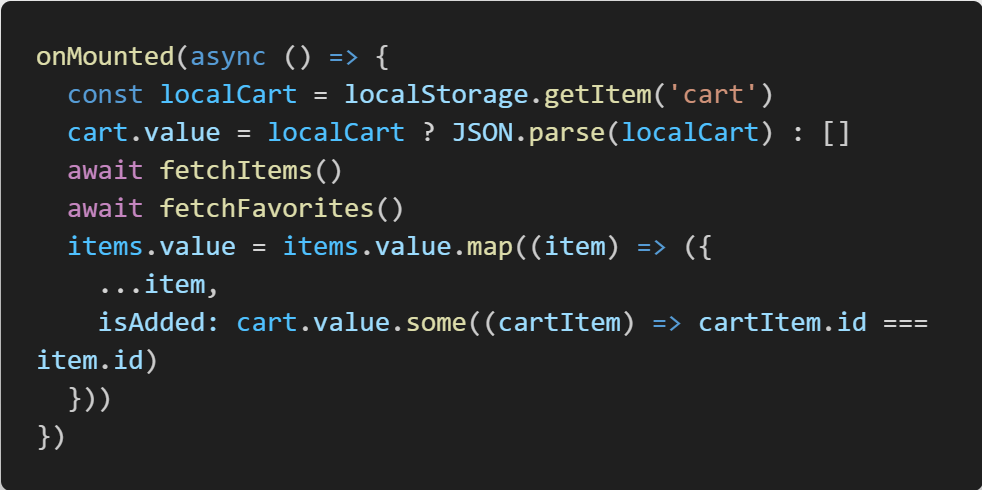 onMounted(async () => {
  const localCart = localStorage.getItem('cart')
  cart.value = localCart ? JSON.parse(localCart) : []
  await fetchItems()
  await fetchFavorites()
  items.value = items.value.map((item) => ({
    ...item,
    isAdded: cart.value.some((cartItem) => cartItem.id ===
item.id)
  }))
})